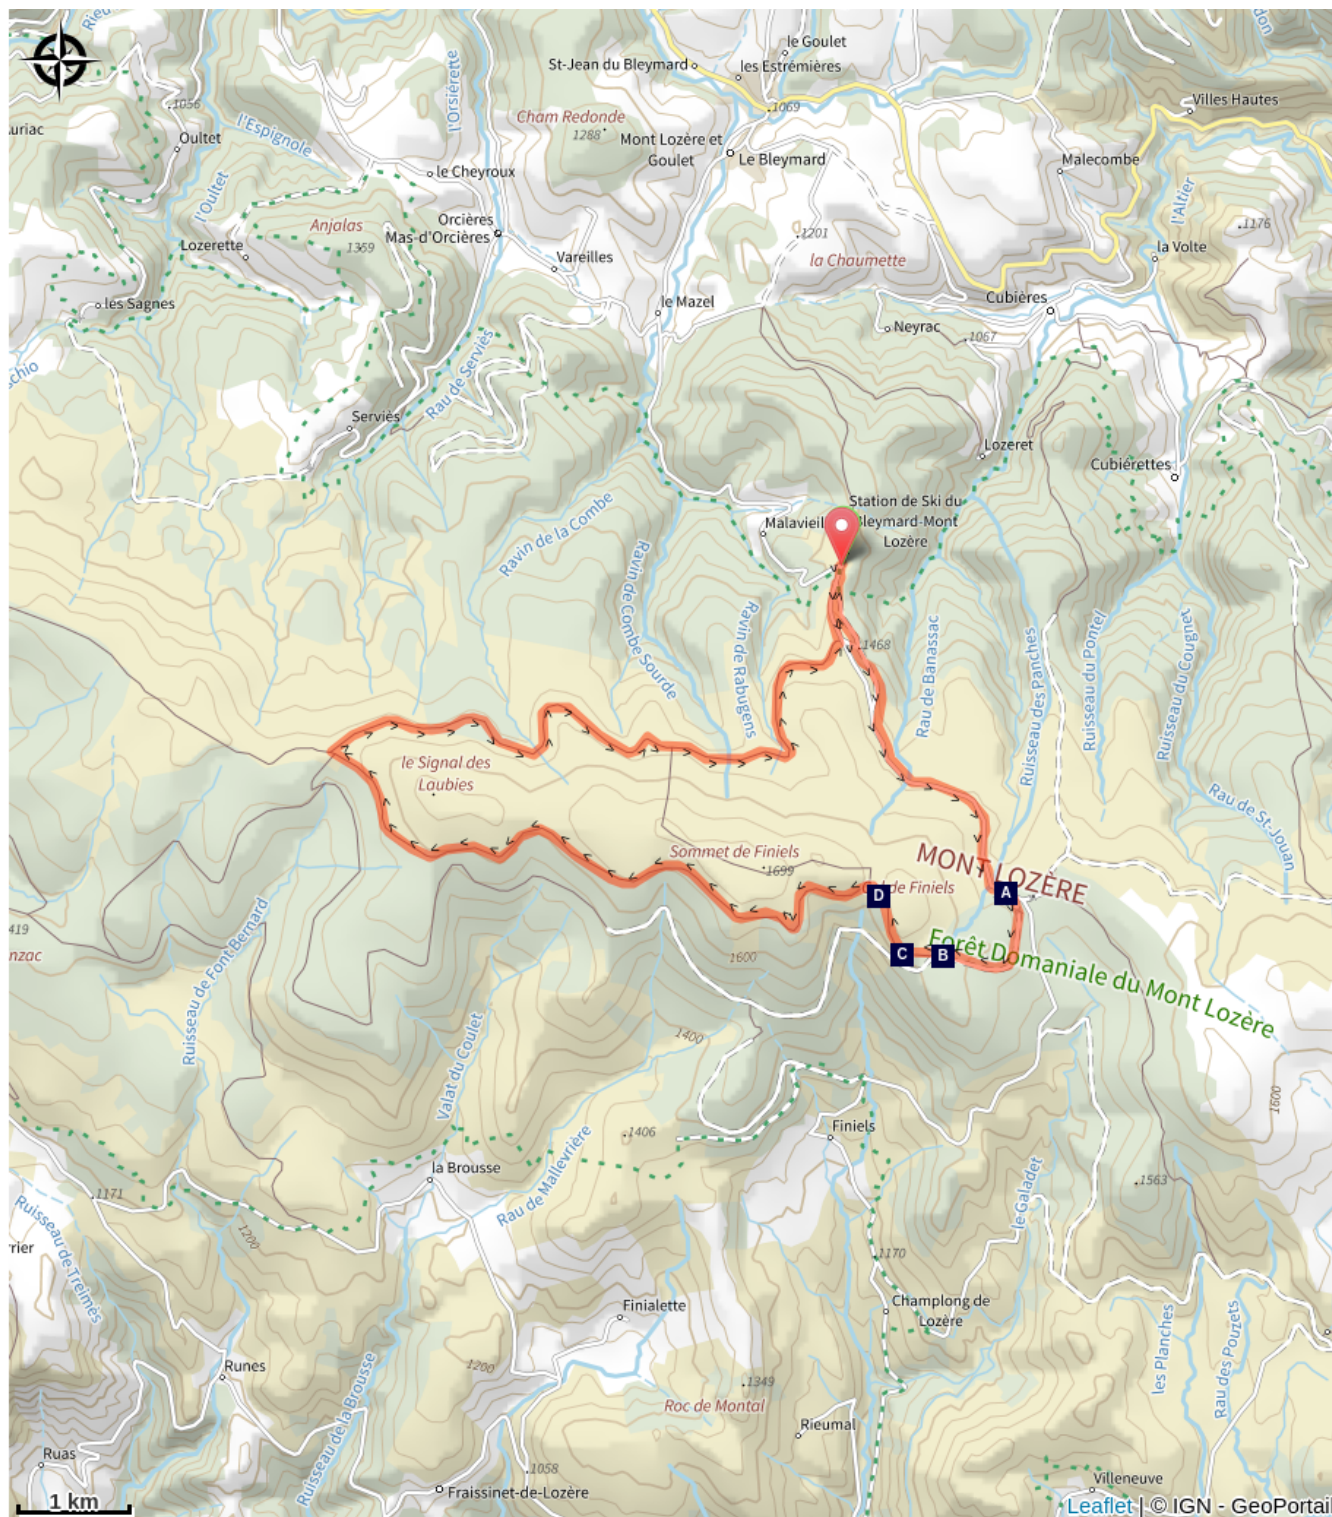 le Goulet
St-Jean du Bleymard
les Estrémières
Villes Hautes
1056
1069
Cham Redonde
1288
l'Orsiérette
l'Espignole
Oultet
Mont Lozère et
Goulet
Le Bleymard
Malecombe
le Cheyroux
l'Oultet
l'Altier
Anjalas
1359
Orcières
Mas-d'Orcières
1201
1176
Lozerette
Vareilles
la Chaumette
la Volte
les Sagnes
le Mazel
Cubières
Neyrac
1067
Rau de Serviès
Serviès
Lozeret
Cubiérettes
Station de Ski du
Bleymard-Mont
Lozère
Ravin de la Combe
Ravin de Combe Sourde
Ravin de Rabugens
1468
Rau de Banassac
Ruisseau des Panches
Ruisseau du Pontel
Ruisseau du Cougnet
Rau de St-Jouan
le Signal des
Laubies
Sommet de Finiels
1699
MONT LOZÈRE
de Finiels
A
B
C
D
419
Forêt Domaniale du Mont Lozère
1600
1400
Ruisseau de Font Bernard
Valat du Coulet
1600
1406
Finiels
la Brousse
Rau de Mallevrière
1171
1200
le Galadet
1563
Ruisseau de Treimès
1170
Champlong de
Lozère
Finialette
les Planches
Rau des Pouzets
Runes
1200
Ruisseau de la Brousse
1349
Roc de Montal
Rieumal
Ruas
1058
Fraissinet-de-Lozère
Villeneuve
1 km
Leaflet | © IGN - GeoPortail